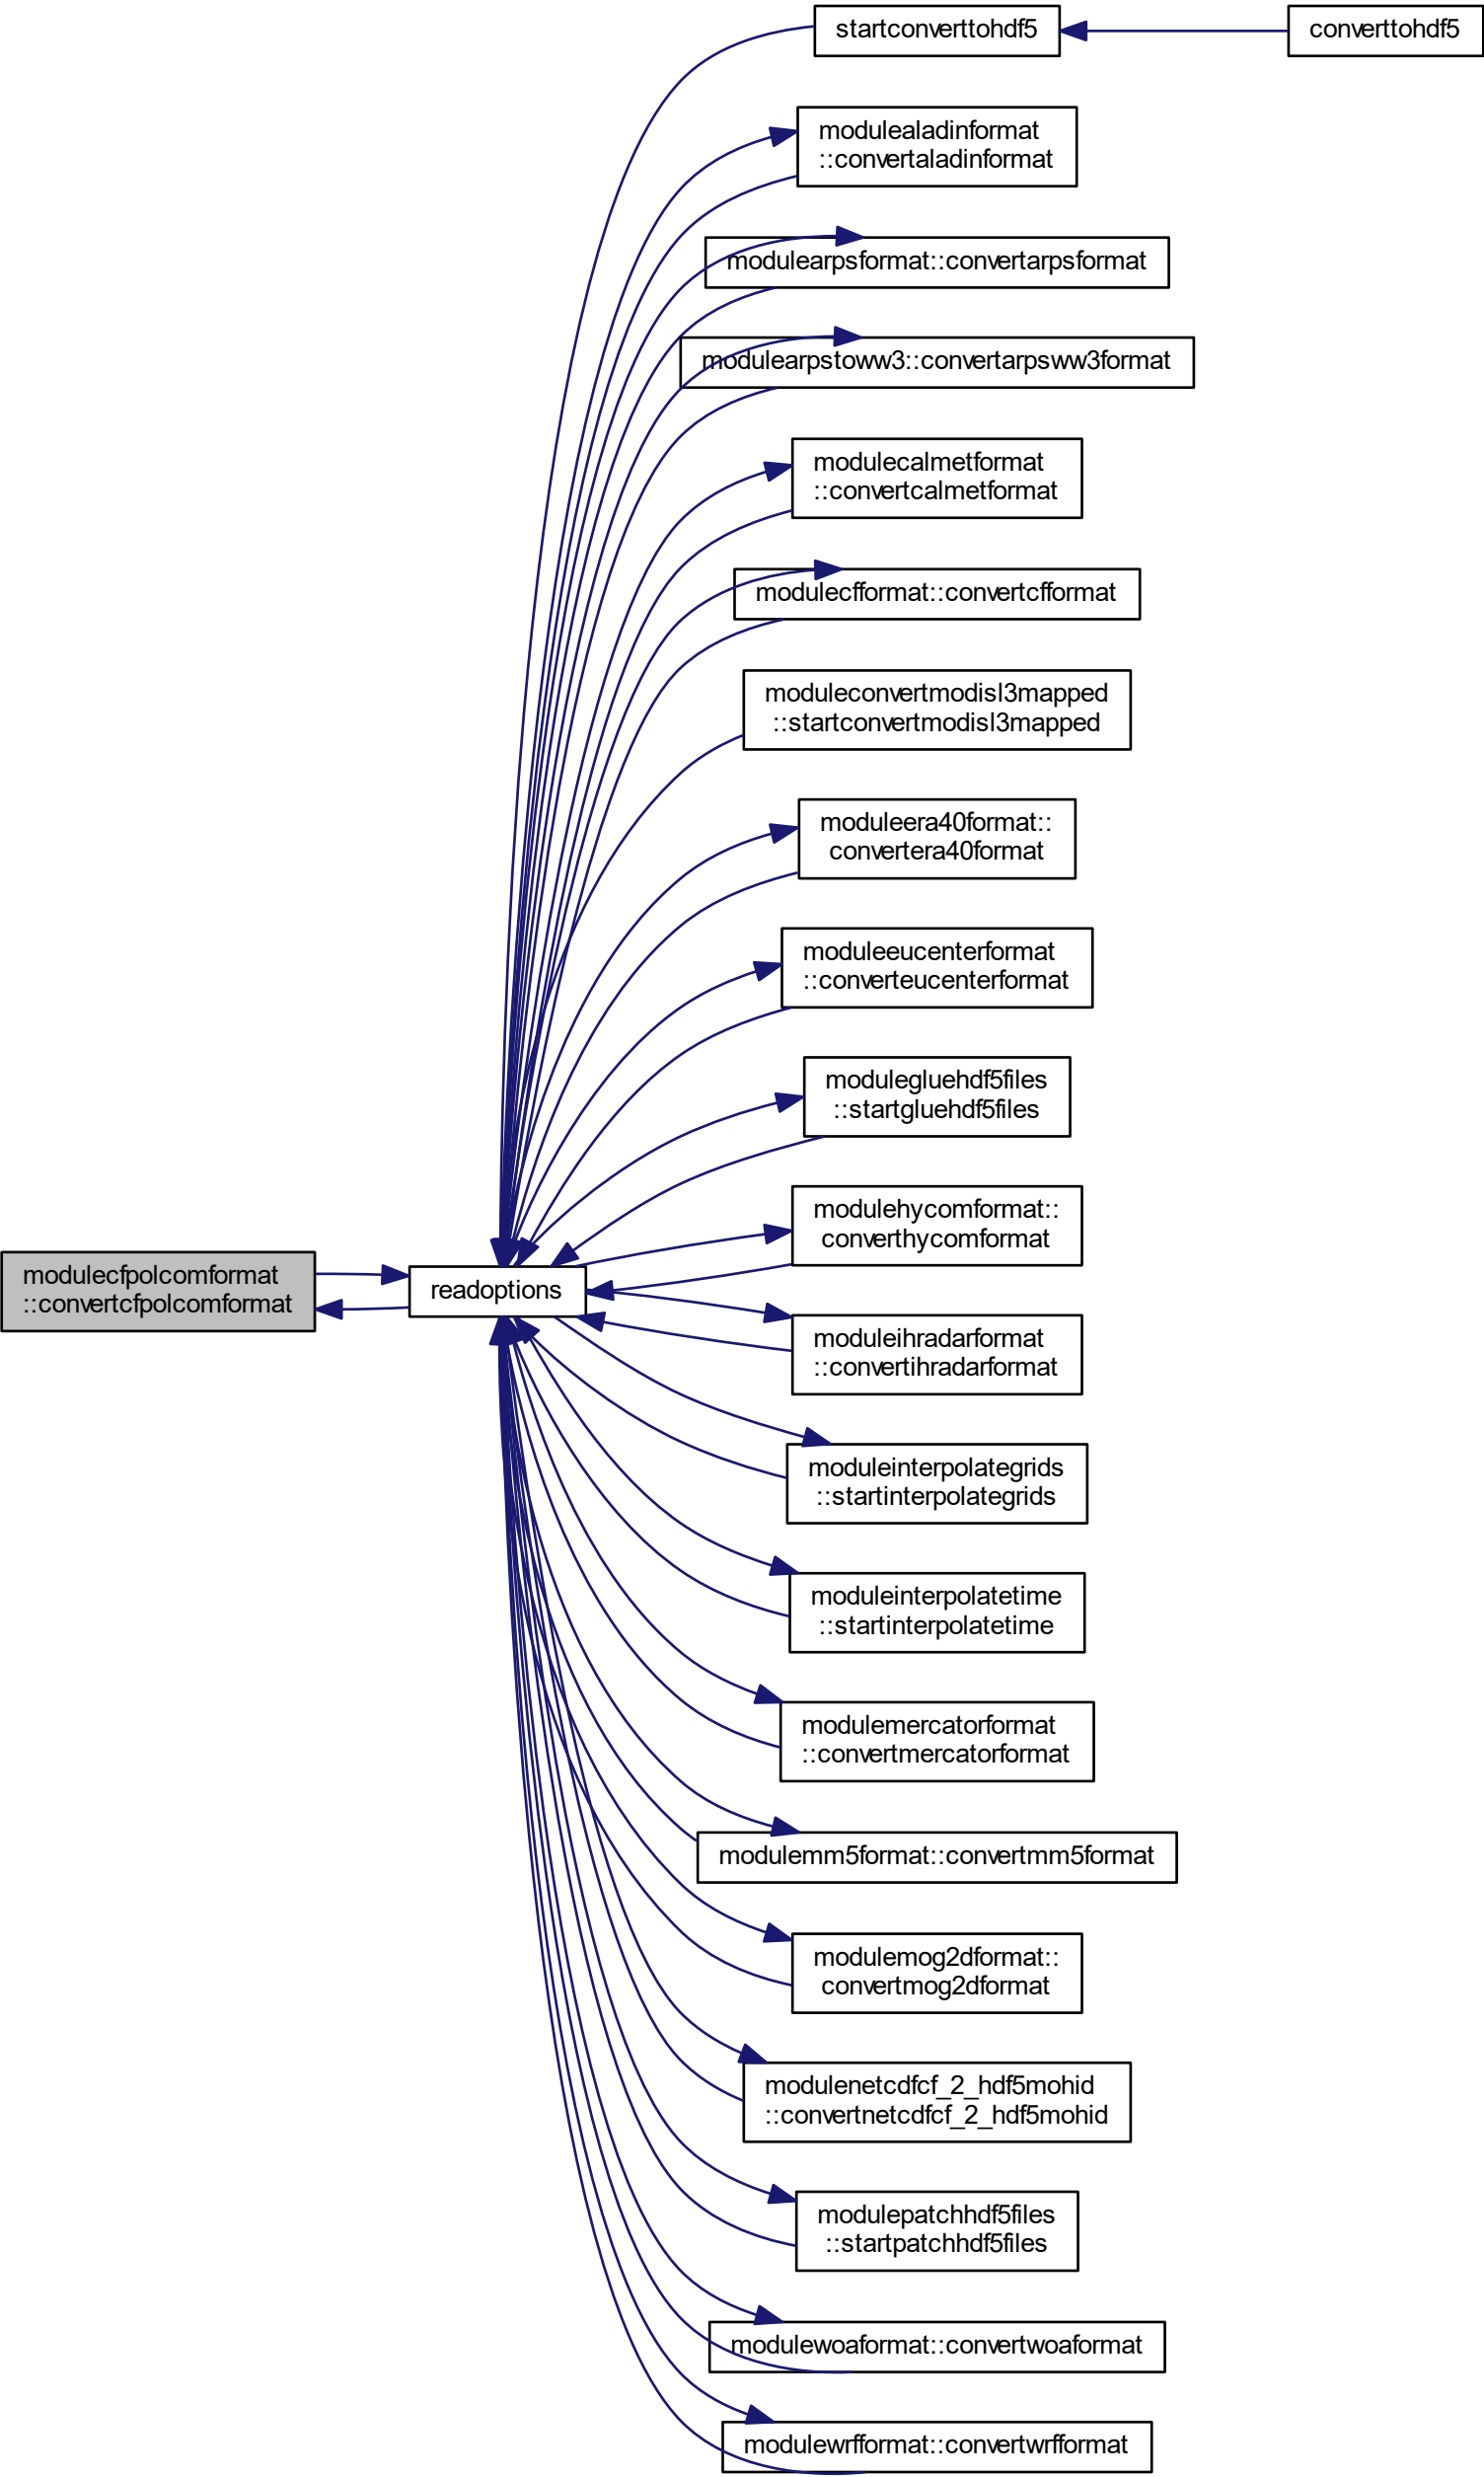 startconverttohdf5
converttohdf5
modulealadinformat
::convertaladinformat
modulearpsformat::convertarpsformat
modulearpstoww3::convertarpsww3format
modulecalmetformat
::convertcalmetformat
modulecfformat::convertcfformat
moduleconvertmodisl3mapped
::startconvertmodisl3mapped
moduleera40format::
convertera40format
moduleeucenterformat
::converteucenterformat
modulegluehdf5files
::startgluehdf5files
modulehycomformat::
converthycomformat
modulecfpolcomformat
::convertcfpolcomformat
readoptions
moduleihradarformat
::convertihradarformat
moduleinterpolategrids
::startinterpolategrids
moduleinterpolatetime
::startinterpolatetime
modulemercatorformat
::convertmercatorformat
modulemm5format::convertmm5format
modulemog2dformat::
convertmog2dformat
modulenetcdfcf_2_hdf5mohid
::convertnetcdfcf_2_hdf5mohid
modulepatchhdf5files
::startpatchhdf5files
modulewoaformat::convertwoaformat
modulewrfformat::convertwrfformat